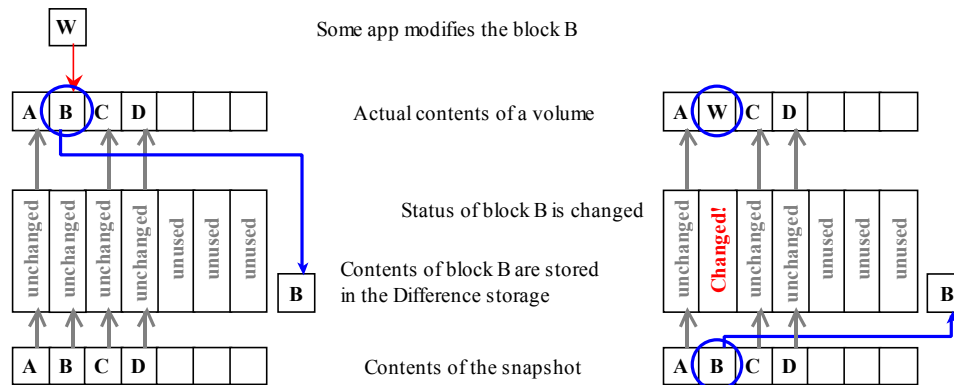 W
Some app modifies the block B
A B C D
Actual contents of a volume
A W C D
unchanged unchanged unchanged unchanged unused unused unused
Status of block B is changed
unchanged Changed! unchanged unchanged unused unused unused
Contents of block B are stored
in the Difference storage
B
B
A B C D
Contents of the snapshot
A B C D